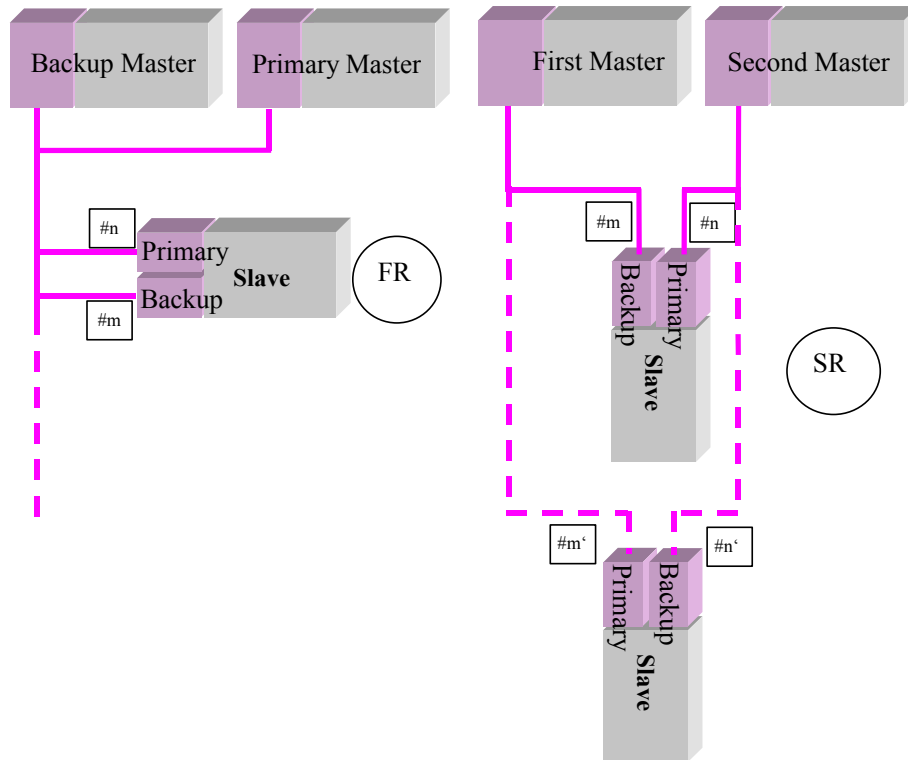 Backup Master
Primary Master
First Master
Second Master
#n
Primary
Backup
Slave
FR
#m
#m
#n
Backup
Primary
Slave
SR
#m‘
#n‘
Primary
Backup
Slave